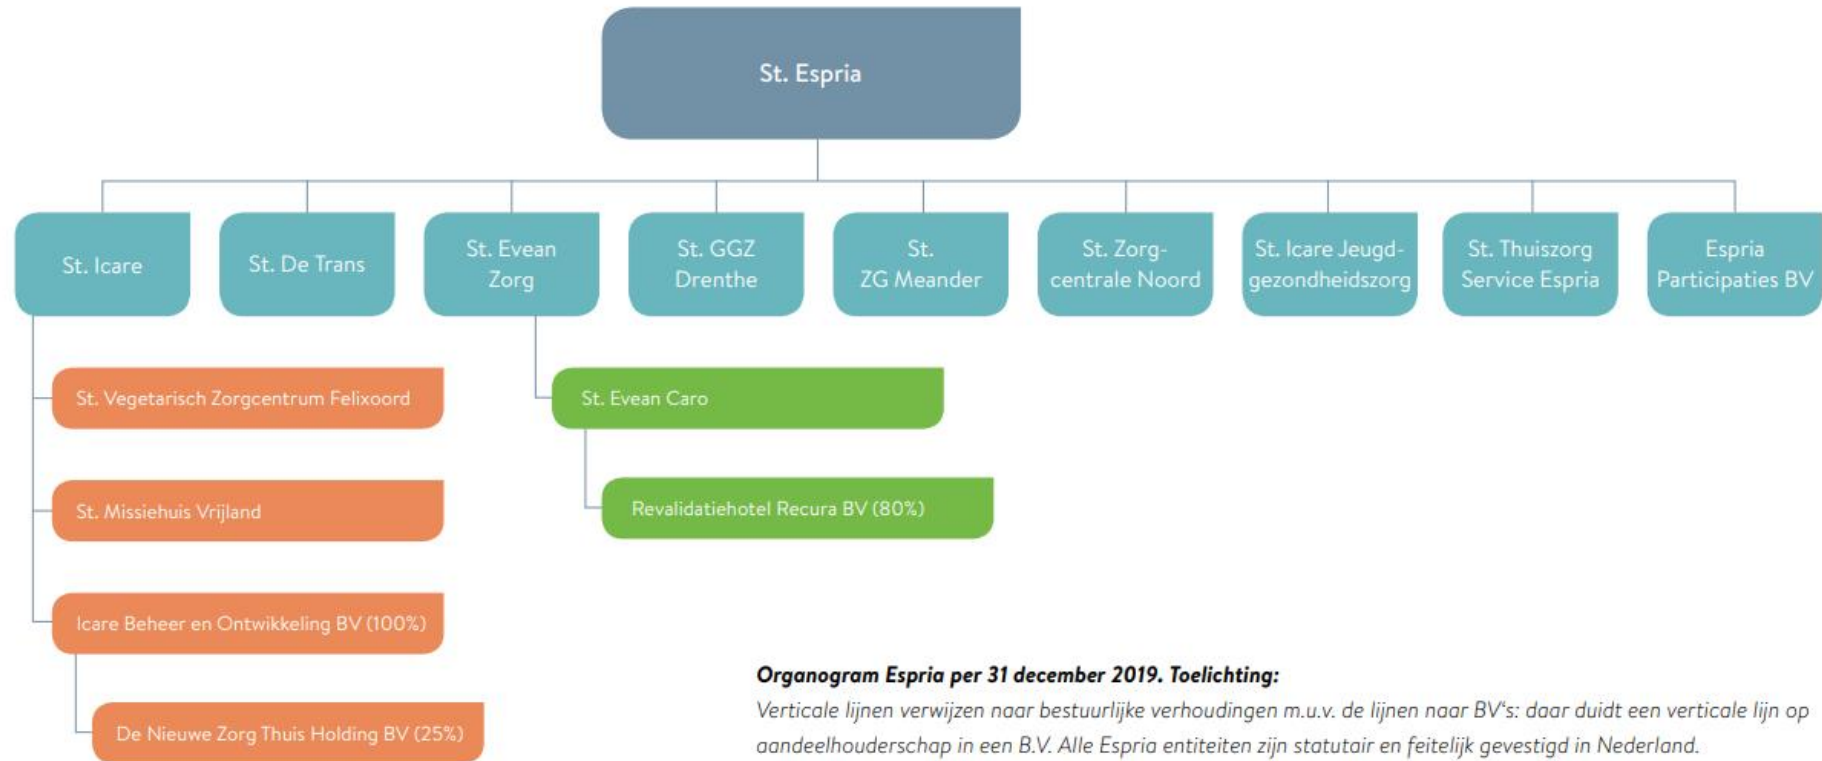 St. Espria
St. Icare
St. De Trans
St. Evean
Zorg
St. GGZ
Drenthe
St.
ZG Meander
St. Zorg-
centrale Noord
St. Icare Jeugd-
gezondheidszorg
St. Thuiszorg
Service Espria
Espria
Participaties BV
St. Vegetarisch Zorgcentrum Felixoord
St. Missiehuis Vrijland
Icare Beheer en Ontwikkeling BV (100%)
De Nieuwe Zorg Thuis Holding BV (25%)
St. Evean Caro
Revalidatiehotel Recura BV (80%)
Organogram Espria per 31 december 2019. Toelichting:
Verticale lijnen verwijzen naar bestuurlijke verhoudingen m.u.v. de lijnen naar BV‘s: daar duidt een verticale lijn op
aandeelhouderschap in een B.V. Alle Espria entiteiten zijn statutair en feitelijk gevestigd in Nederland.